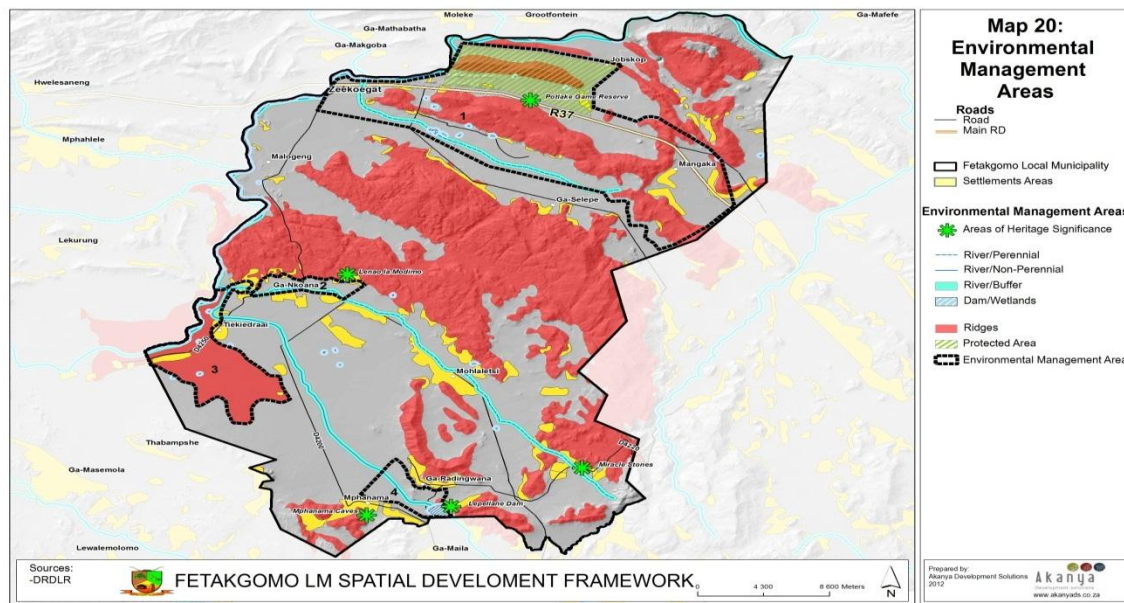 Moleke
Grootfontein
Ga-Mafefe
Ga-Mathabatha
Ga-Makgoba
Hwelesaneng
Jobskop
Zeekoegat
Potlake Game Reserve
R37
1
Mphahlele
Malogeng
Mangaka
Ga-Selepe
Lekurung
Lenao la Modimo
Ga-Nkoana
2
Tiekiedraai
D4256
3
Mohlaletsi
Thabampshe
Ga-Masemola
Ga-Radingwana
Miracle Stones
Mphanama
4
Lepellane Dam
Mphanama Caves
Lewalemolomo
Ga-Maila
Map 20:
Environmental
Management
Areas
Roads
Road
Main RD
Fetakgomo Local Municipality
Settlements Areas
Environmental Management Areas
Areas of Heritage Significance
River/Perennial
River/Non-Perennial
River/Buffer
Dam/Wetlands
Ridges
Protected Area
Environmental Management Area
Sources:
-DRDLR
FETAKGOMO LM SPATIAL DEVELOMENT FRAMEWORK
0 4 300 8 600 Meters
N
Prepared by:
Akanya Development Solutions
2012
Akanya
Development solutions
www.akanyads.co.za